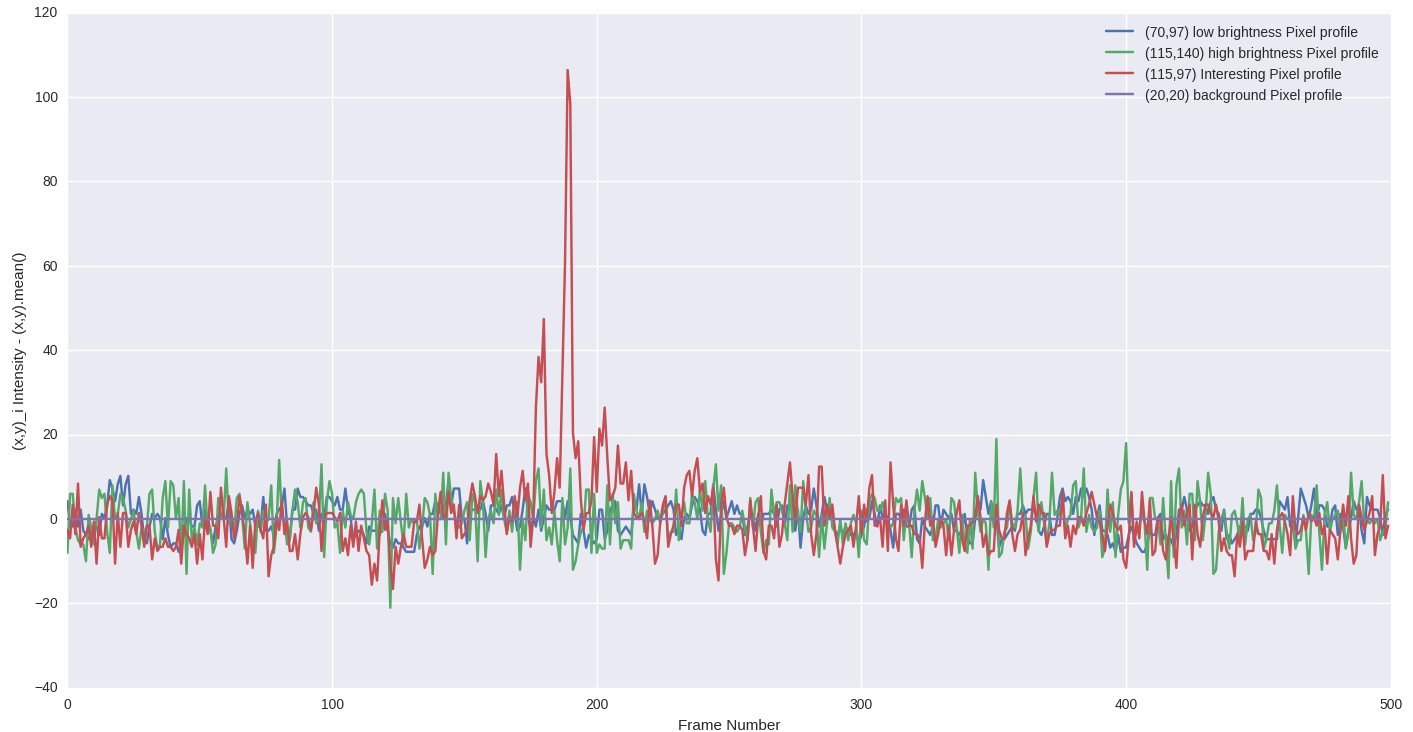 120
100
80
60
40
20
0
−20
−40
(x,y)_i Intensity - (x,y).mean()
(70,97) low brightness Pixel profile
(115,140) high brightness Pixel profile
(115,97) Interesting Pixel profile
(20,20) background Pixel profile
0 100 200 300 400 500
Frame Number